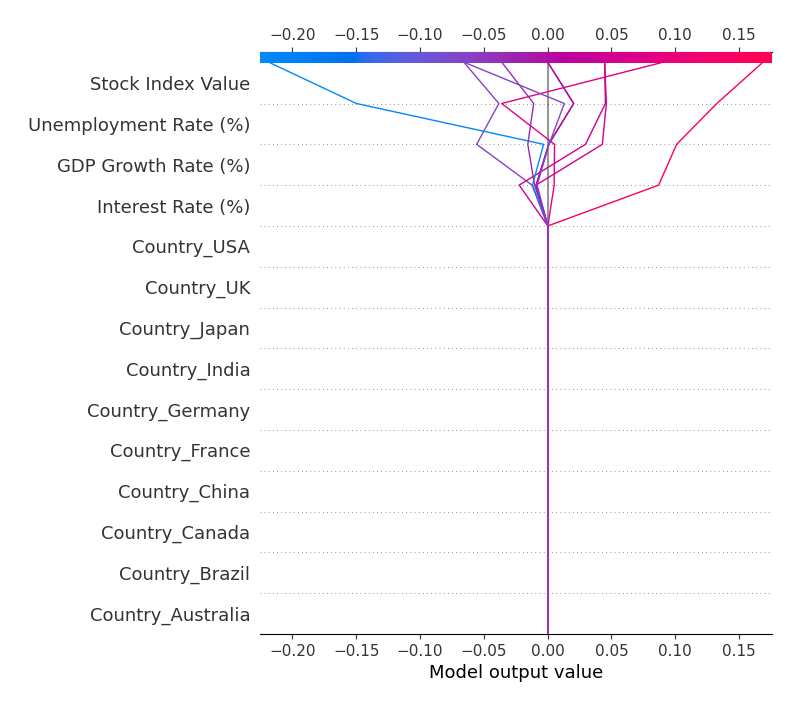 −0.20 −0.15 −0.10 −0.05 0.00 0.05 0.10 0.15
Stock Index Value
Unemployment Rate (%)
GDP Growth Rate (%)
Interest Rate (%)
Country_USA
Country_UK
Country_Japan
Country_India
Country_Germany
Country_France
Country_China
Country_Canada
Country_Brazil
Country_Australia
−0.20 −0.15 −0.10 −0.05 0.00 0.05 0.10 0.15
Model output value